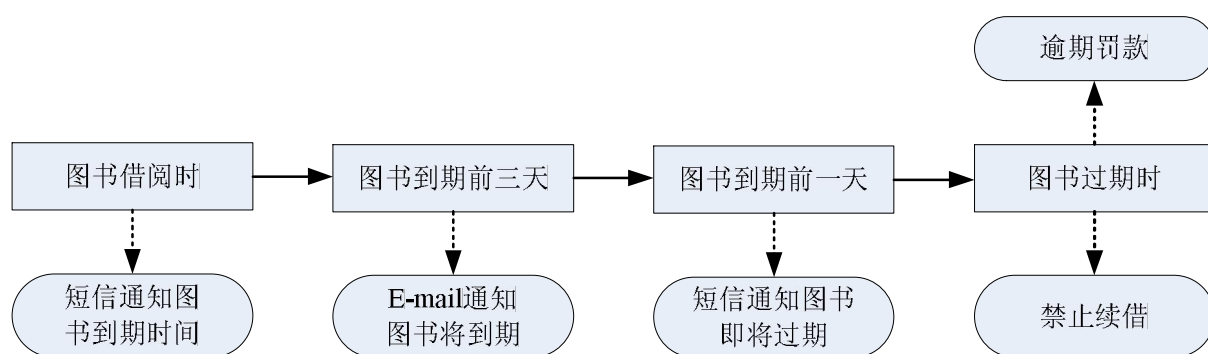 逾期罚款
图书借阅时
图书到期前三天
图书到期前一天
图书过期时
短信通知图
书到期时间
E-mail通知
图书将到期
短信通知图书
即将过期
禁止续借